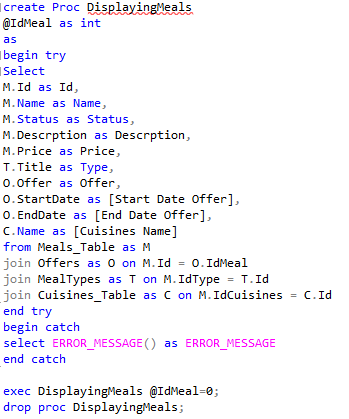 create Proc DisplayingMeals
@IdMeal as int
as
begin try
Select
M.Id as Id,
M.Name as Name,
M.Status as Status,
M.Descrption as Descrption,
M.Price as Price,
T.Title as Type,
O.Offer as Offer,
O.StartDate as [Start Date Offer],
O.EndDate as [End Date Offer],
C.Name as [Cuisines Name]
from Meals_Table as M
join Offers as O on M.Id = O.IdMeal
join MealTypes as T on M.IdType = T.Id
join Cuisines_Table as C on M.IdCuisines = C.Id
end try
begin catch
select ERROR_MESSAGE() as ERROR_MESSAGE
end catch
exec DisplayingMeals @IdMeal=0;
drop proc DisplayingMeals;